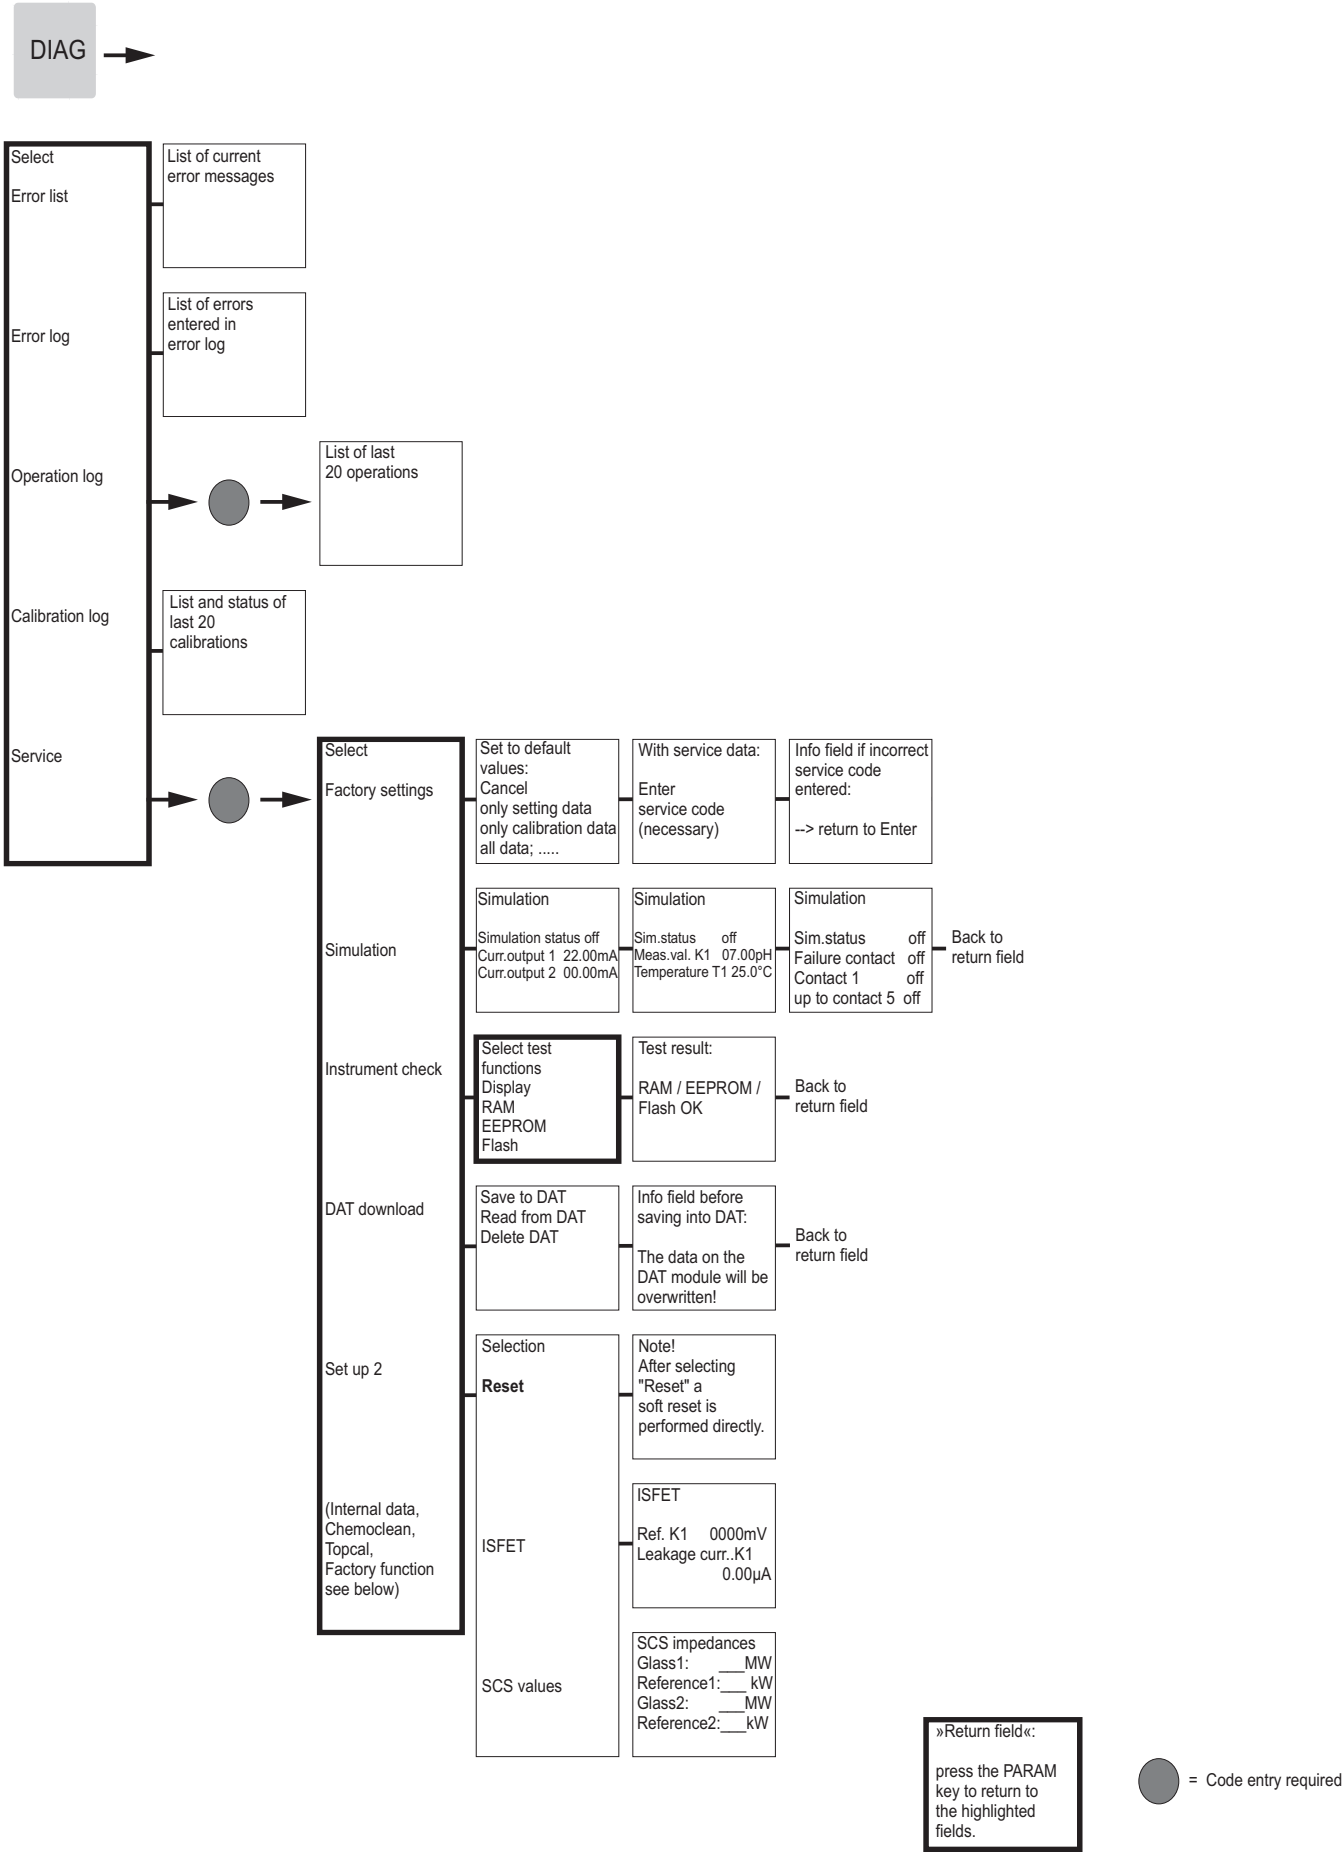 DIAG
Select
Error list
Error log
Operation log
Calibration log
Service
List of current
error messages
List of errors
entered in
error log
List of last
20 operations
List and status of
last 20
calibrations
Select
Factory settings
Simulation
Instrument check
DAT download
Set up 2
(Internal data,
Chemoclean,
Topcal,
Factory function
see below)
Set to default
values:
Cancel
only setting data
only calibration data
all data; .....
With service data:
Enter
service code
(necessary)
Info field if incorrect
service code
entered:
--> return to Enter
Simulation
Simulation status off
Curr.output 1 22.00mA
Curr.output 2 00.00mA
Simulation
Sim.status off
Meas.val. K1 07.00pH
Temperature T1 25.0°C
Simulation
Sim.status off
Failure contact off
Contact 1 off
up to contact 5 off
Back to
return field
Select test
functions
Display
RAM
EEPROM
Flash
Test result:
RAM / EEPROM /
Flash OK
Back to
return field
Save to DAT
Read from DAT
Delete DAT
Info field before
saving into DAT:
The data on the
DAT module will be
overwritten!
Back to
return field
Selection
Reset
ISFET
SCS values
Note!
After selecting
"Reset" a
soft reset is
performed directly.
ISFET
Ref. K1 0000mV
Leakage curr..K1
0.00µA
SCS impedances
Glass1: ___MW
Reference1:___ kW
Glass2: ___MW
Reference2:___kW
»Return field«:
press the PARAM
key to return to
the highlighted
fields.
= Code entry required